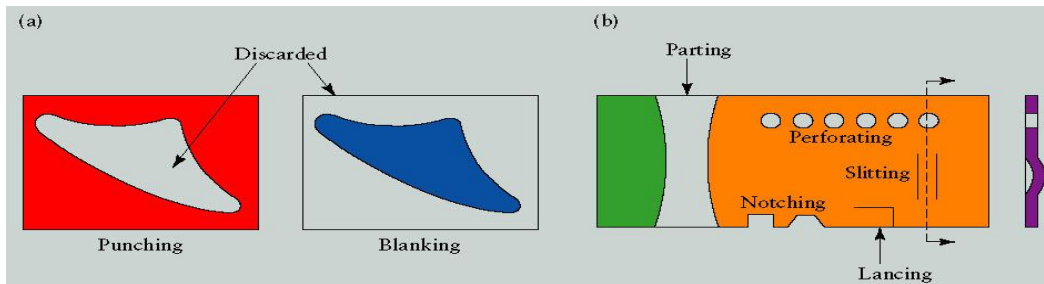 (a)
Discarded
Punching
Blanking
(b)
Parting
Perforating
Slitting
Notching
Lancing